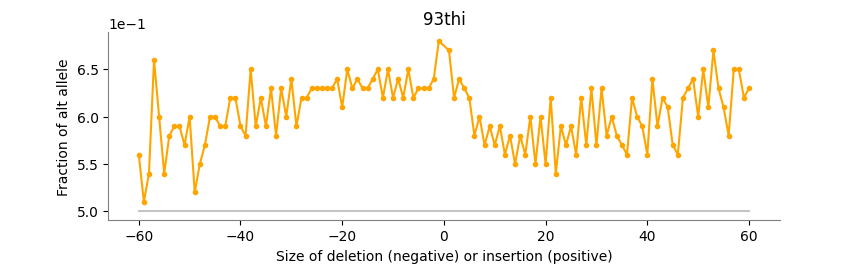 93thi
1e−1
6.5
6.0
5.5
5.0
Fraction of alt allele
−60 −40 −20 0 20 40 60
Size of deletion (negative) or insertion (positive)